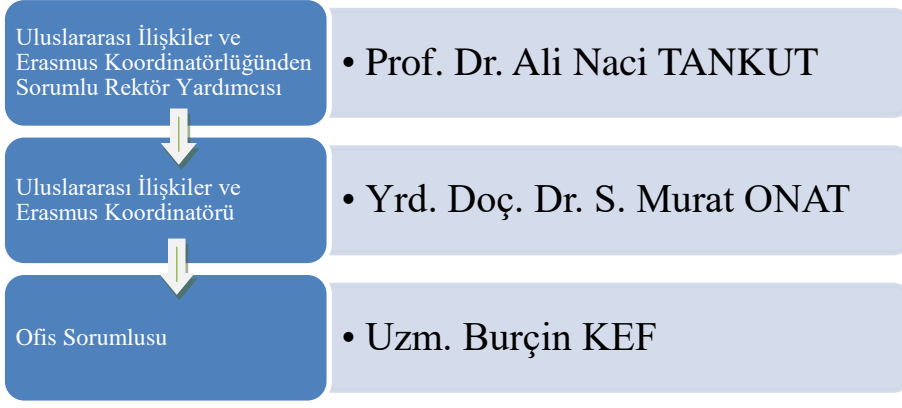 Uluslararası İlişkiler ve
Erasmus Koordinatörlüğünden
Sorumlu Rektör Yardımcısı
• Prof. Dr. Ali Naci TANKUT
Uluslararası İlişkiler ve
Erasmus Koordinatörü
• Yrd. Doç. Dr. S. Murat ONAT
Ofis Sorumlusu
• Uzm. Burçin KEF